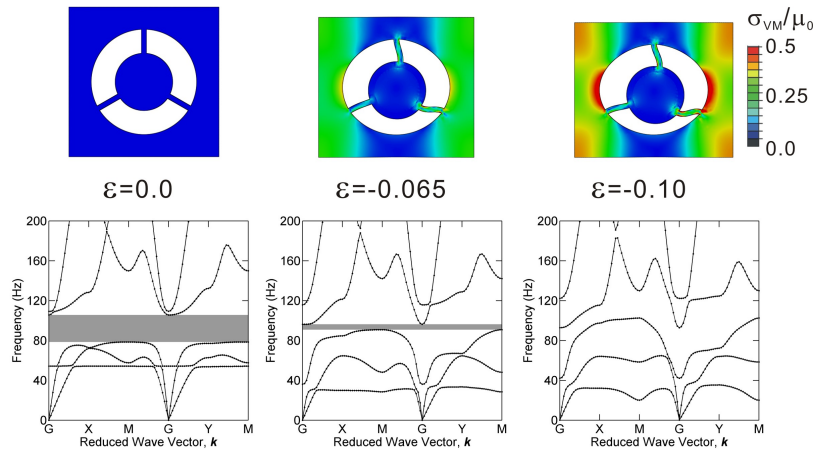 σVM/μ0
0.5
0.25
0.0
ε=0.0
ε=-0.065
ε=-0.10
200
160
120
80
40
0
Frequency (Hz)
G X M G Y M
Reduced Wave Vector, k
200
160
120
80
40
0
Frequency (Hz)
G X M G Y M
Reduced Wave Vector, k
200
160
120
80
40
0
Frequency (Hz)
G X M G Y M
Reduced Wave Vector, k